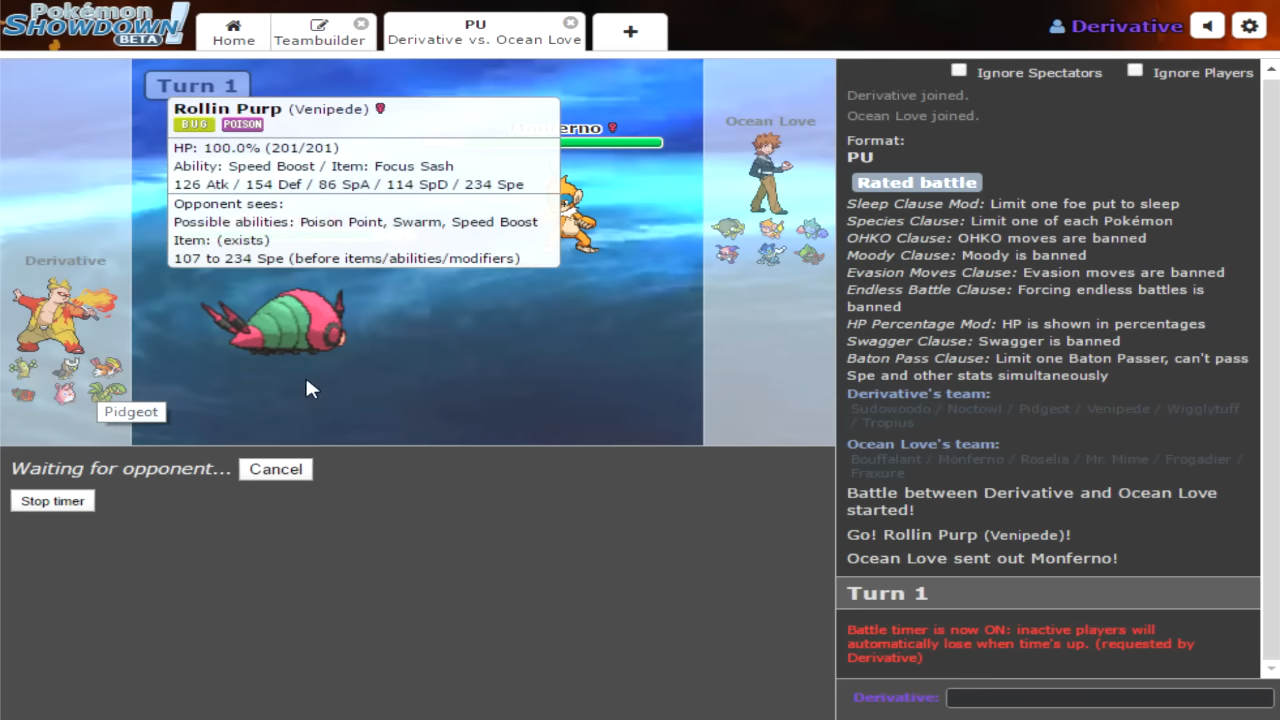 Pokémon
SHOWDOWN!
BETA
Home
Teambuilder
PU
Derivative vs. Ocean Love
+
Derivative
Turn 1
Rollin Purp (Venipede)
BUG POISON
HP: 100.0% (201/201)
Ability: Speed Boost / Item: Focus Sash
126 Atk / 154 Def / 86 SpA / 114 SpD / 234 Spe
Opponent sees:
Possible abilities: Poison Point, Swarm, Speed Boost
Item: (exists)
107 to 234 Spe (before items/abilities/modifiers)
Ocean Love
Derivative
Pidgeot
Waiting for opponent... Cancel
Stop timer
Ignore Spectators Ignore Players
Derivative joined.
Ocean Love joined.
Format:
PU
Rated battle
Sleep Clause Mod: Limit one foe put to sleep
Species Clause: Limit one of each Pokémon
OHKO Clause: OHKO moves are banned
Moody Clause: Moody is banned
Evasion Moves Clause: Evasion moves are banned
Endless Battle Clause: Forcing endless battles is
banned
HP Percentage Mod: HP is shown in percentages
Swagger Clause: Swagger is banned
Baton Pass Clause: Limit one Baton Passer, can't pass
Spe and other stats simultaneously
Derivative's team:
Sudowoodo / Noctowl / Pidgeot / Venipede / Wigglytuff
/ Tropius
Ocean Love's team:
Bouffalant / Monferno / Roselia / Mr. Mime / Frogadier /
Fraxure
Battle between Derivative and Ocean Love
started!
Go! Rollin Purp (Venipede)!
Ocean Love sent out Monferno!
Turn 1
Battle timer is now ON: inactive players will
automatically lose when time's up. (requested by
Derivative)
Derivative: